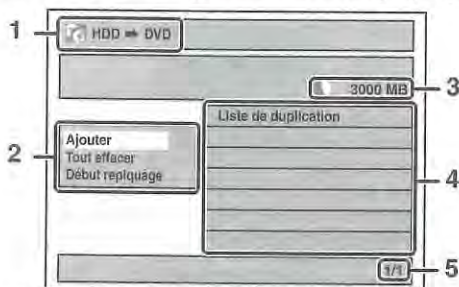 1 HDD ➡ DVD
3000 MB 3
Liste de duplication
2 Ajouter
Tout effacer
Début repiquage
4
1/1 5